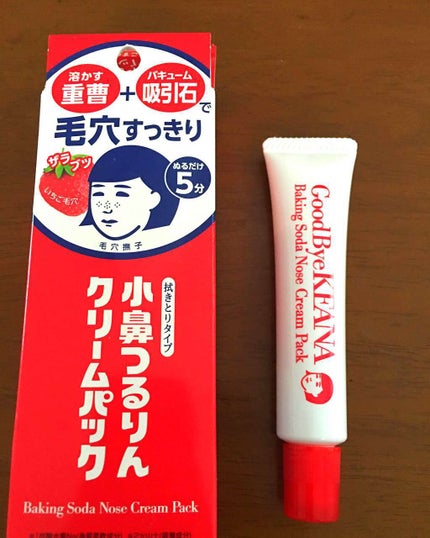 溶かす
重曹
+
バキューム
吸引石
で
毛穴すっきり
ザラブツ
いちご毛穴
ぬるだけ
5分
毛穴撫子
拭きとりタイプ
小鼻つるりん
クリームパック
Baking Soda Nose Cream Pack
GoodByeKEANA
Baking Soda Nose Cream Pack